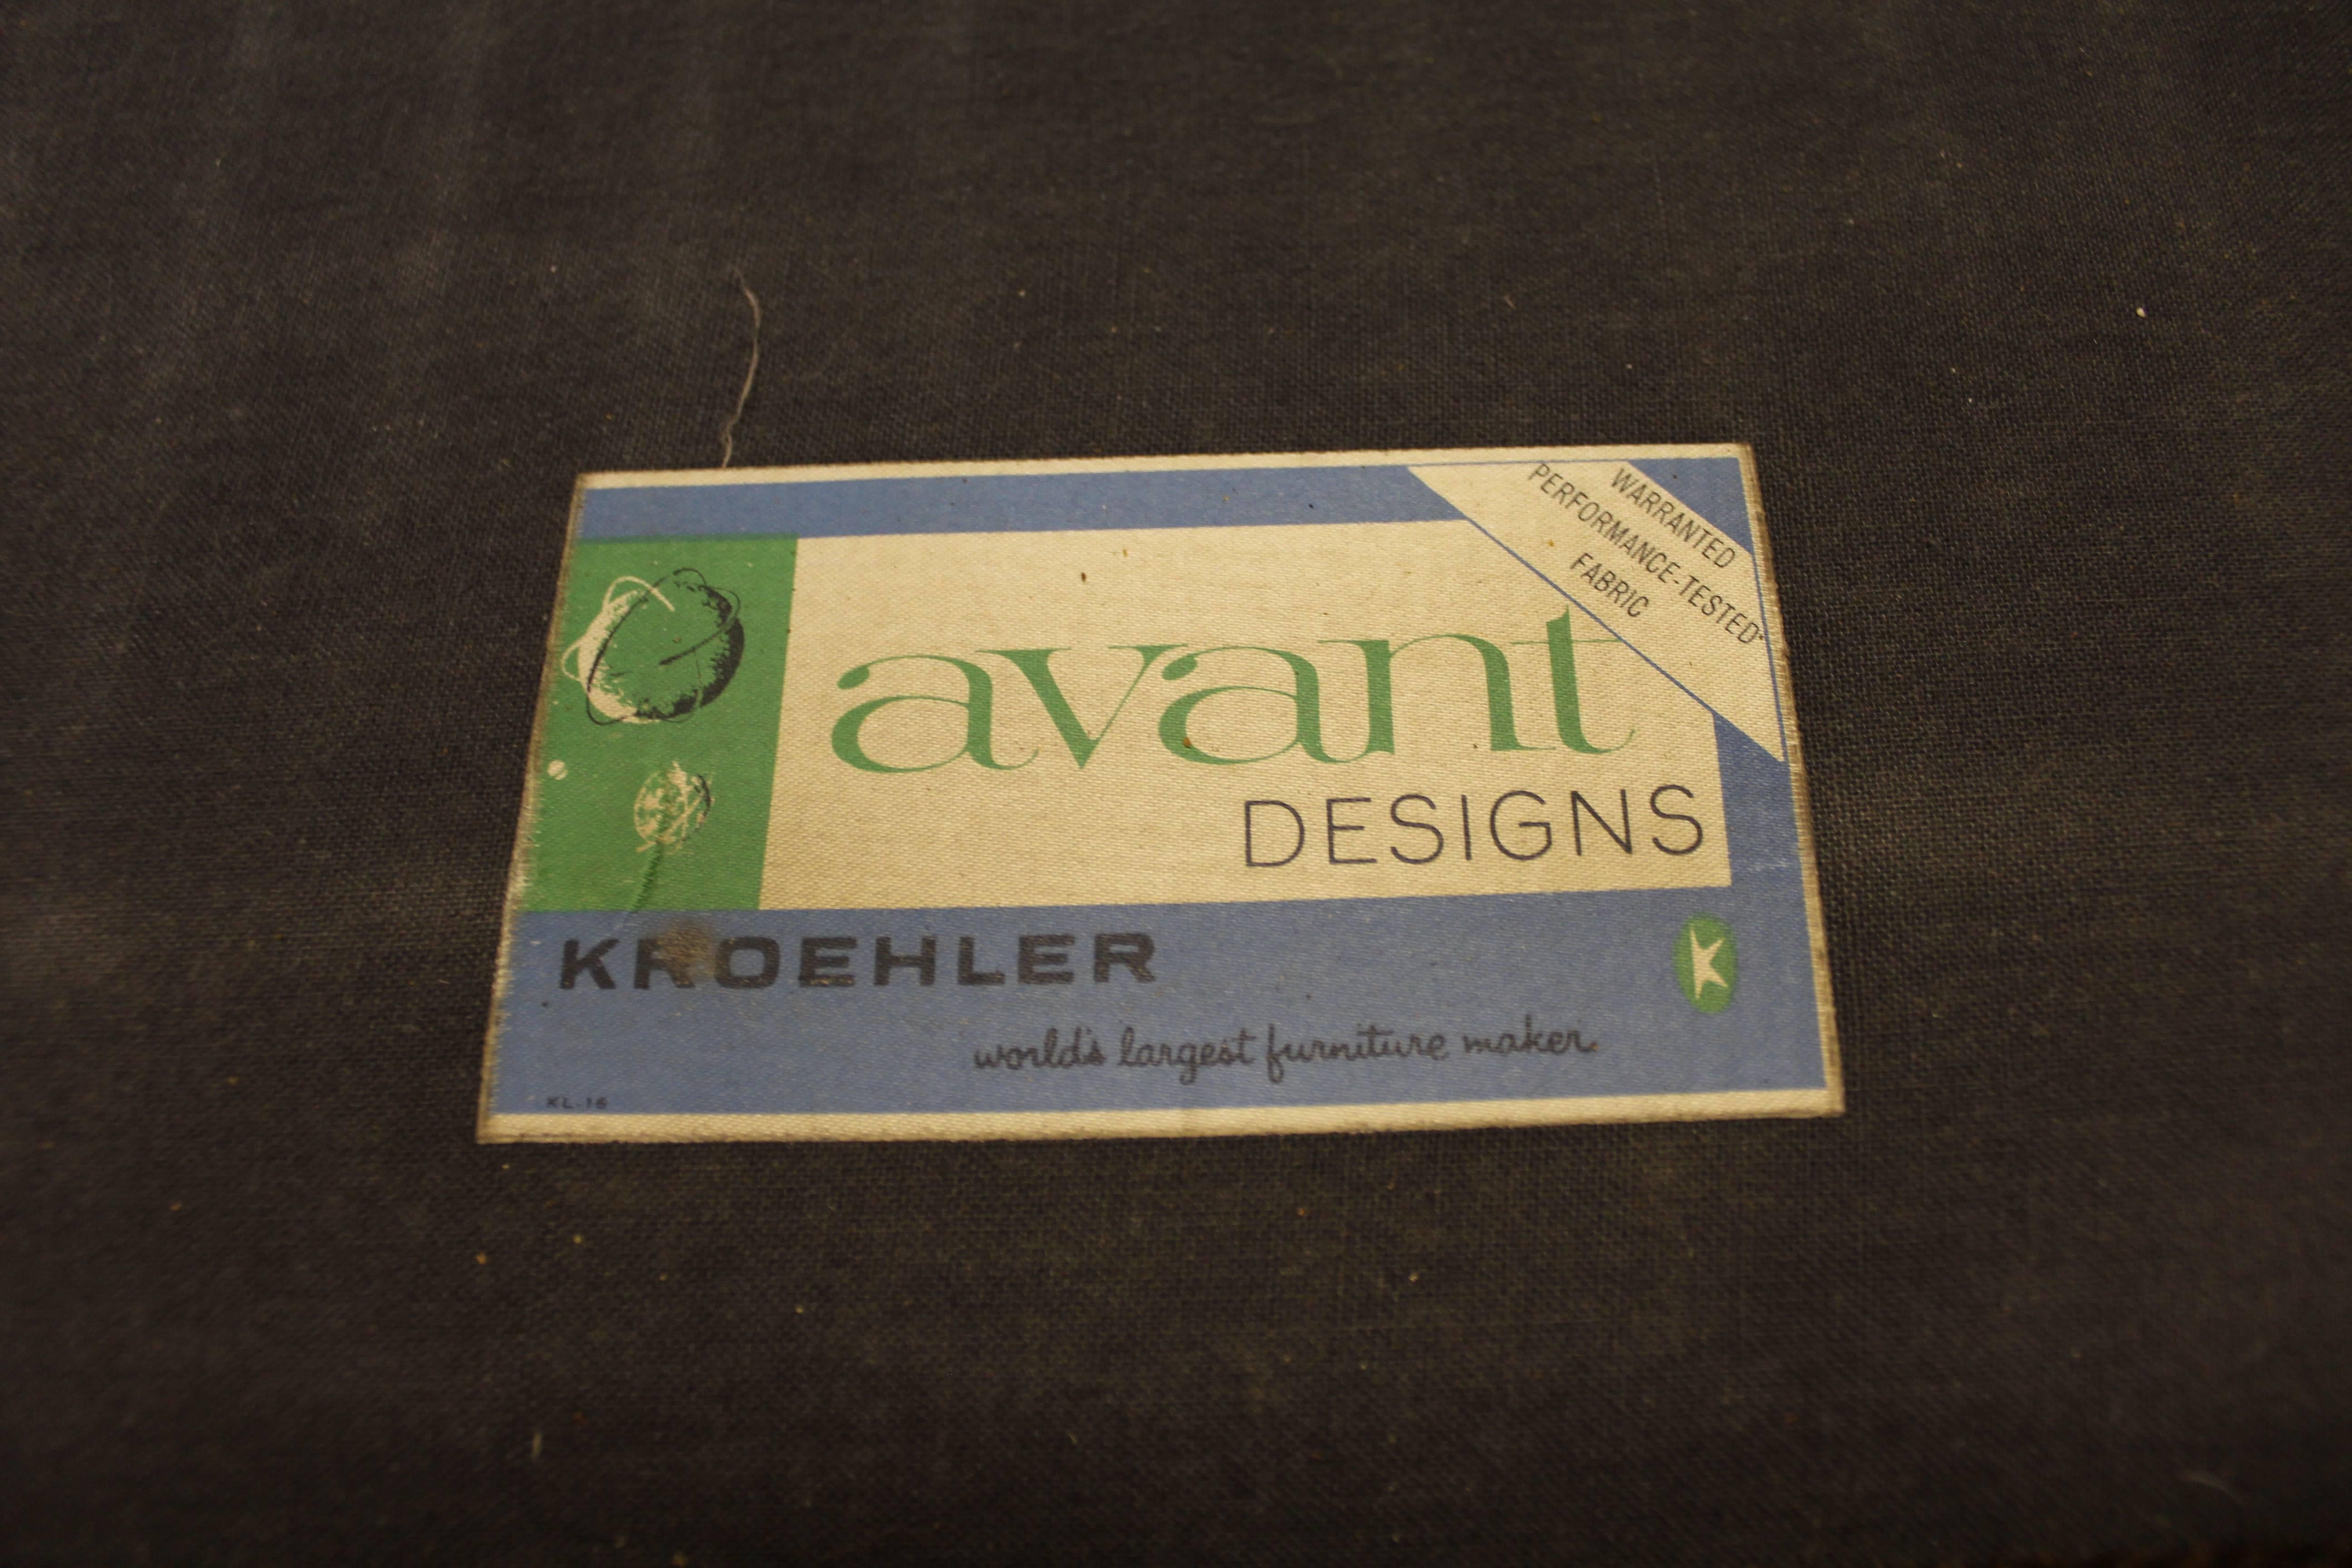 WARRANTED
PERFORMANCE-TESTED*
FABRIC
avant
DESIGNS
KROEHLER
K
world's largest furniture maker
KL-16